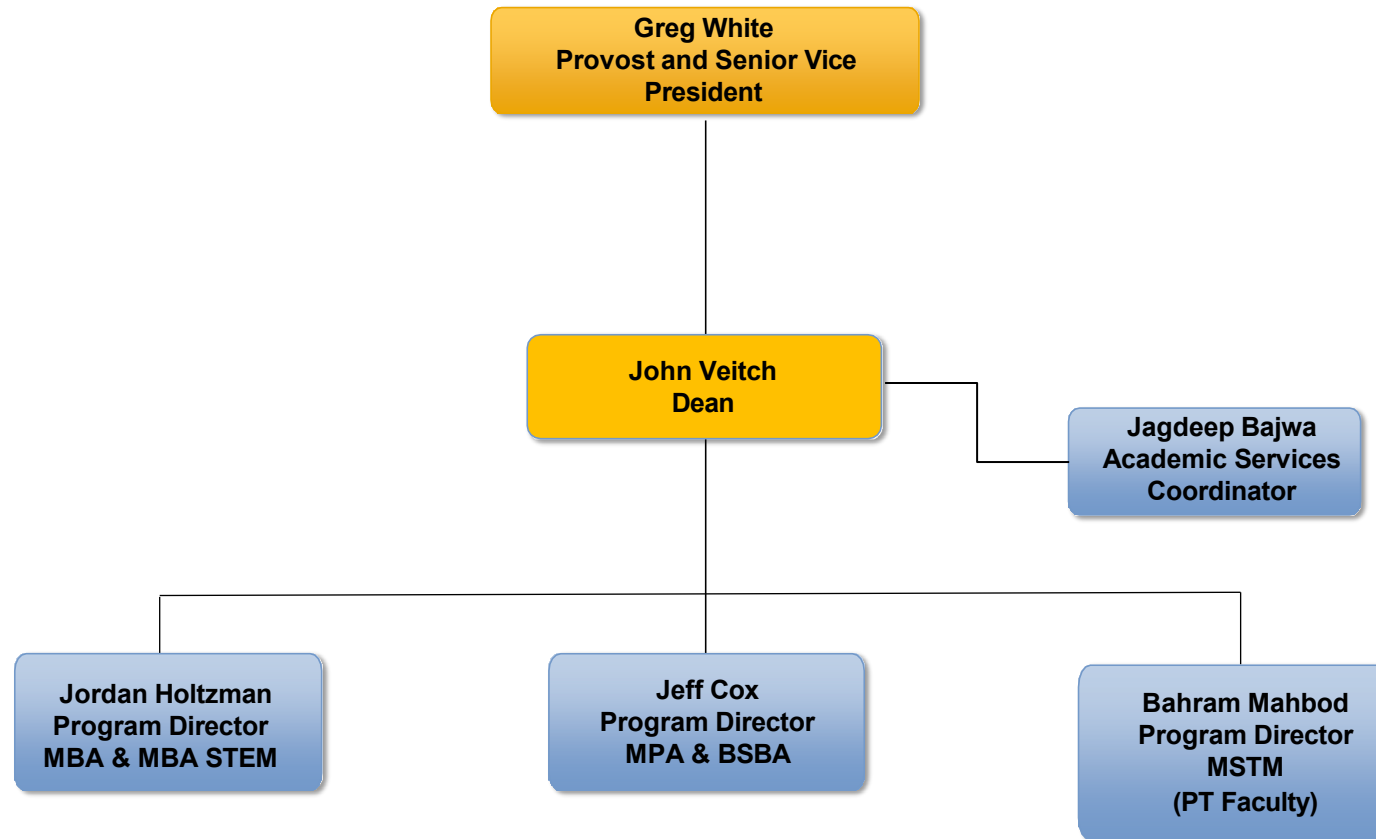 Greg White
Provost and Senior Vice
President
John Veitch
Dean
Jagdeep Bajwa
Academic Services
Coordinator
Jordan Holtzman
Program Director
MBA & MBA STEM
Jeff Cox
Program Director
MPA & BSBA
Bahram Mahbod
Program Director
MSTM
(PT Faculty)